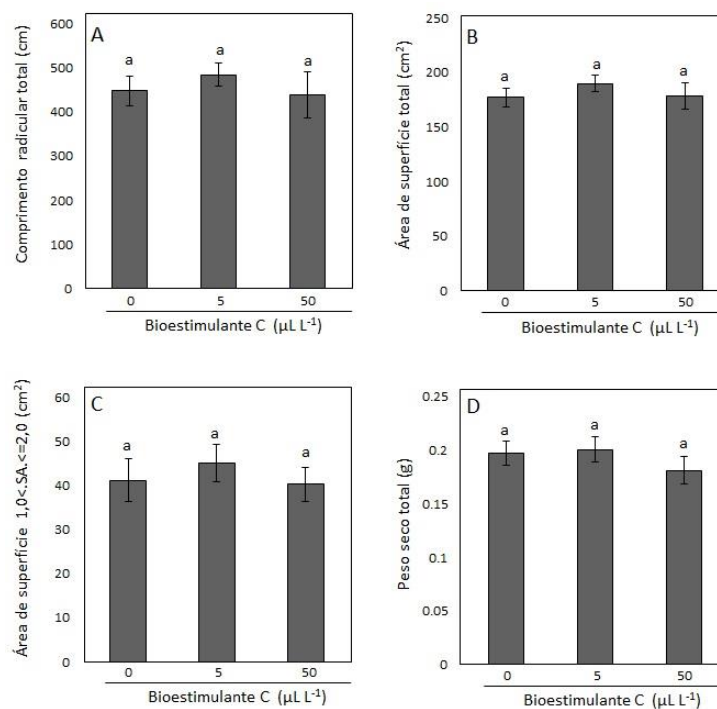 A
Comprimento radicular total (cm)
600
500
400
300
200
100
0
a
a
a
0
5
50
Bioestimulante C (µL L-1)
B
Área de superfície total (cm2)
250
200
150
100
50
0
a
a
a
0
5
50
Bioestimulante C (µL L-1)
C
Área de superfície 1,0<.SA.<=2,0 (cm2)
60
50
40
30
20
10
0
a
a
a
0
5
50
Bioestimulante C (µL L-1)
D
Peso seco total (g)
0.25
0.2
0.15
0.1
0.05
0
a
a
a
0
5
50
Bioestimulante C (µL L-1)